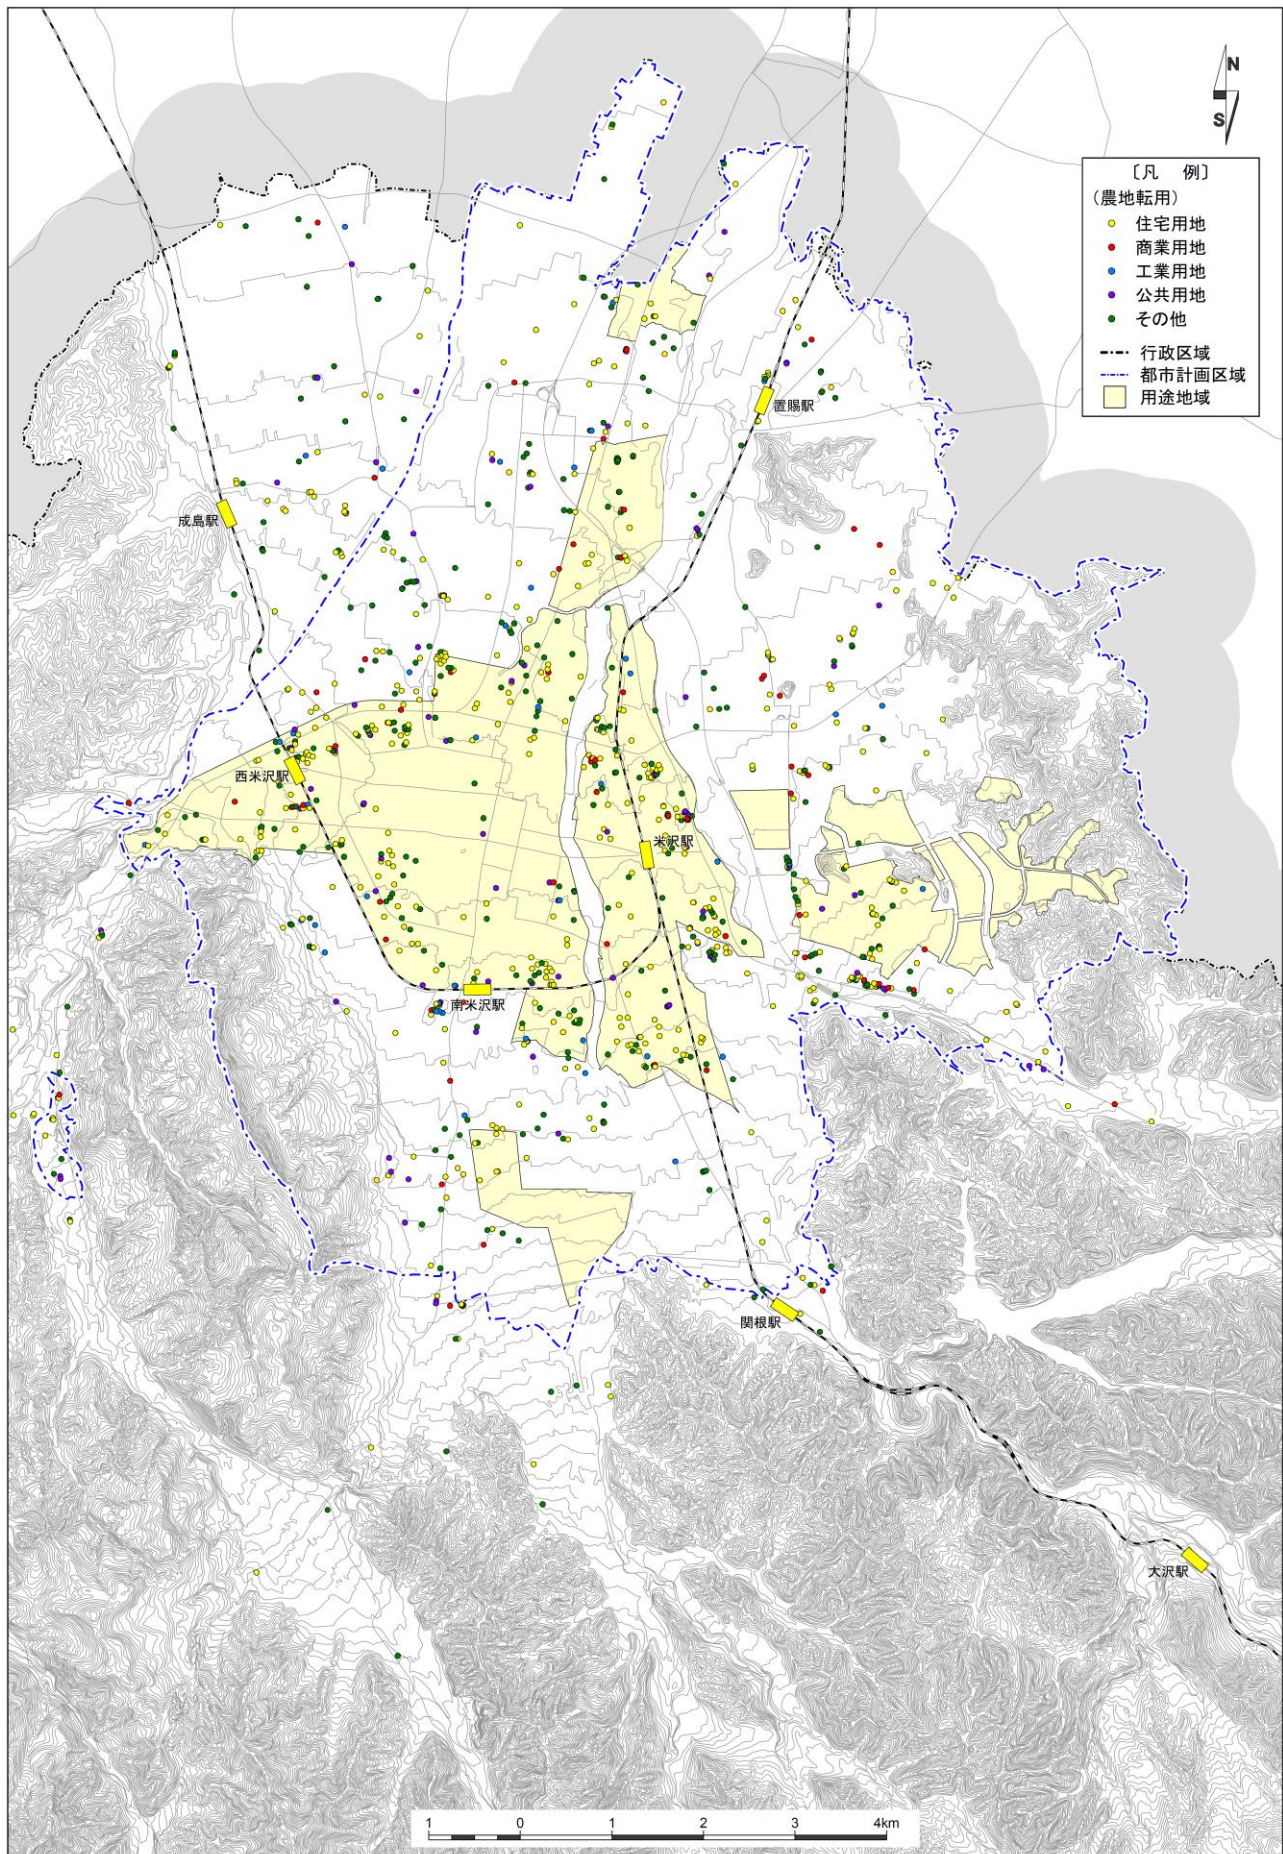 N
S
〔凡 例〕
(農地転用)
住宅用地
商業用地
工業用地
公共用地
その他
行政区域
都市計画区域
用途地域
置賜駅
成島駅
西米沢駅
米沢駅
南米沢駅
関根駅
大沢駅
1 0 1 2 3 4km